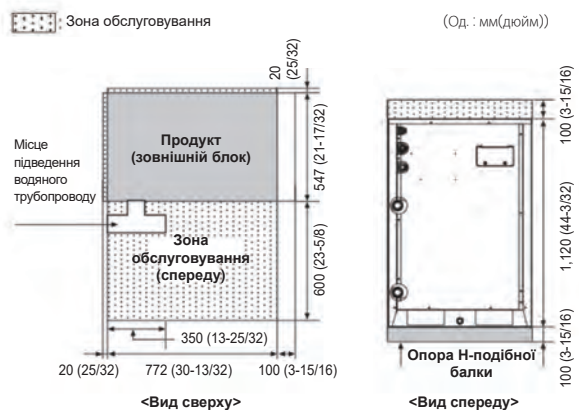 : Зона обслуговування
(Од. : мм(дюйм))
20
(25/32)
Продукт
(зовнішній блок)
547 (21-17/32)
Місце
підведення
водяного
трубопроводу
Зона
обслуговування
(спереду)
600 (23-5/8)
350 (13-25/32)
20 (25/32)
772 (30-13/32)
100 (3-15/16)
<Вид сверху>
100 (3-15/16)
1,120 (44-3/32)
100 (3-15/16)
Опора Н-подібної
балки
<Вид спереду>